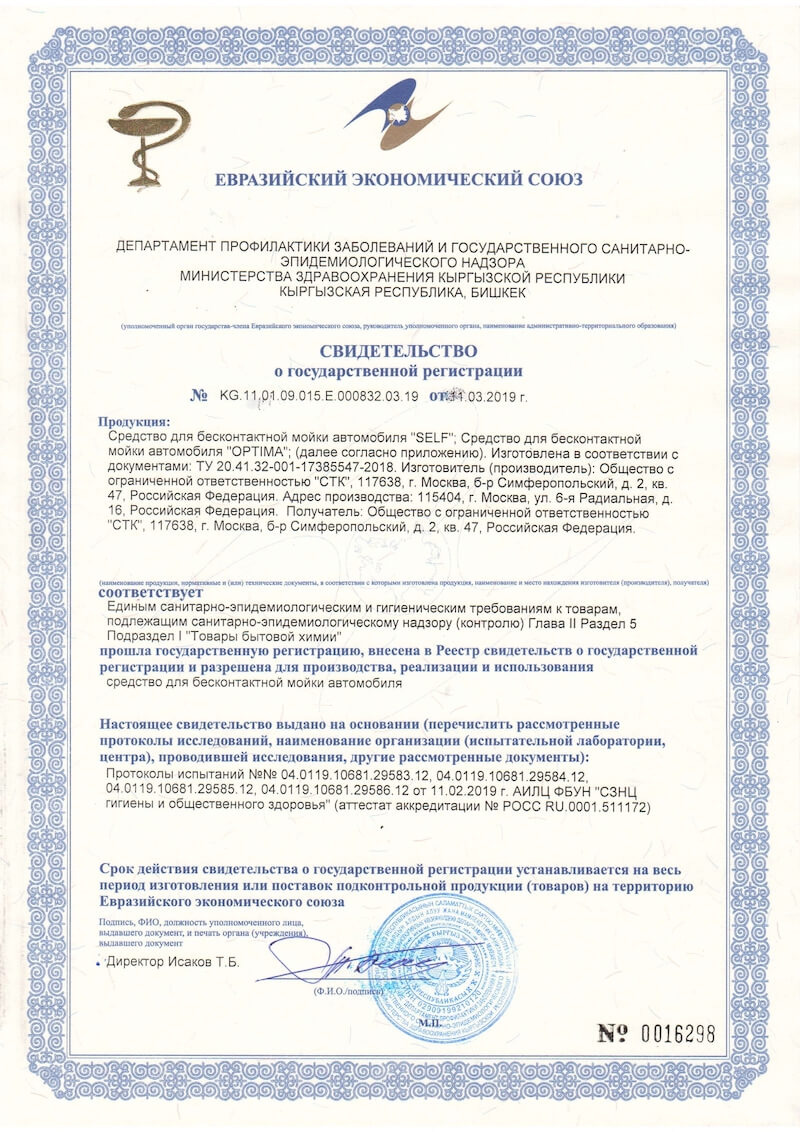 ЕВРАЗИЙСКИЙ ЭКОНОМИЧЕСКИЙ СОЮЗ
ДЕПАРТАМЕНТ ПРОФИЛАКТИКИ ЗАБОЛЕВАНИЙ И ГОСУДАРСТВЕННОГО САНИТАРНО-
ЭПИДЕМИОЛОГИЧЕСКОГО НАДЗОРА
МИНИСТЕРСТВА ЗДРАВООХРАНЕНИЯ КЫРГЫЗСКОЙ РЕСПУБЛИКИ
КЫРГЫЗСКАЯ РЕСПУБЛИКА, БИШКЕК
(уполномоченный орган государства-члена Евразийского экономического союза, руководитель уполномоченного органа, наименование административно-территориального образования)
СВИДЕТЕЛЬСТВО
о государственной регистрации
№ KG.11.01.09.015.E.000832.03.19 от .03.2019 г.
Продукция:
Средство для бесконтактной мойки автомобиля "SELF"; Средство для бесконтактной
мойки автомобиля "OPTIMA"; (далее согласно приложению). Изготовлена в соответствии с
документами: ТУ 20.41.32-001-17385547-2018. Изготовитель (производитель): Общество с
ограниченной ответственностью "СТК", 117638, г. Москва, б-р Симферопольский, д. 2, кв.
47, Российская Федерация. Адрес производства: 115404, г. Москва, ул. 6-я Радиальная, д.
16, Российская Федерация. Получатель: Общество с ограниченной ответственностью
"СТК", 117638, г. Москва, б-р Симферопольский, д. 2, кв. 47, Российская Федерация.
(наименование продукции, нормативные и (или) технические документы, в соответствии с которыми изготовлена продукция, наименование и место нахождения изготовителя (производителя), получателя)
соответствует
Единым санитарно-эпидемиологическим и гигиеническим требованиям к товарам,
подлежащим санитарно-эпидемиологическому надзору (контролю) Глава II Раздел 5
Подраздел I "Товары бытовой химии"
прошла государственную регистрацию, внесена в Реестр свидетельств о государственной
регистрации и разрешена для производства, реализации и использования
средство для бесконтактной мойки автомобиля
Настоящее свидетельство выдано на основании (перечислить рассмотренные
протоколы исследований, наименование организации (испытательной лаборатории,
центра), проводившей исследования, другие рассмотренные документы):
Протоколы испытаний №№ 04.0119.10681.29583.12, 04.0119.10681.29584.12,
04.0119.10681.29585.12, 04.0119.10681.29586.12 от 11.02.2019 г. АИЛЦ ФБУН "СЗНЦ
гигиены и общественного здоровья" (аттестат аккредитации № РОСС RU.0001.511172)
Срок действия свидетельства о государственной регистрации устанавливается на весь
период изготовления или поставок подконтрольной продукции (товаров) на территорию
Евразийского экономического союза
Подпись, ФИО, должность уполномоченного лица,
выдавшего документ, и печать органа (учреждения),
выдавшего документ
Директор Исаков Т.Б.
(Ф.И.О./подпись)
М.П.
№ 0016298